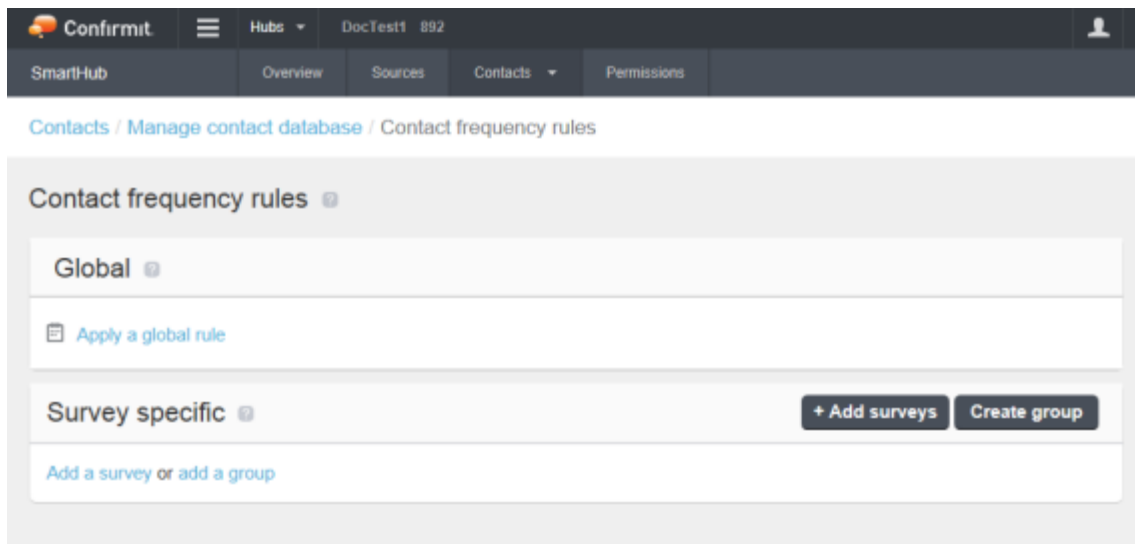 Confirmit. Hubs DocTest1 892
SmartHub Overview Sources Contacts Permissions
Contacts / Manage contact database / Contact frequency rules
Contact frequency rules ?
Global ?
Apply a global rule
Survey specific ? + Add surveys Create group
Add a survey or add a group